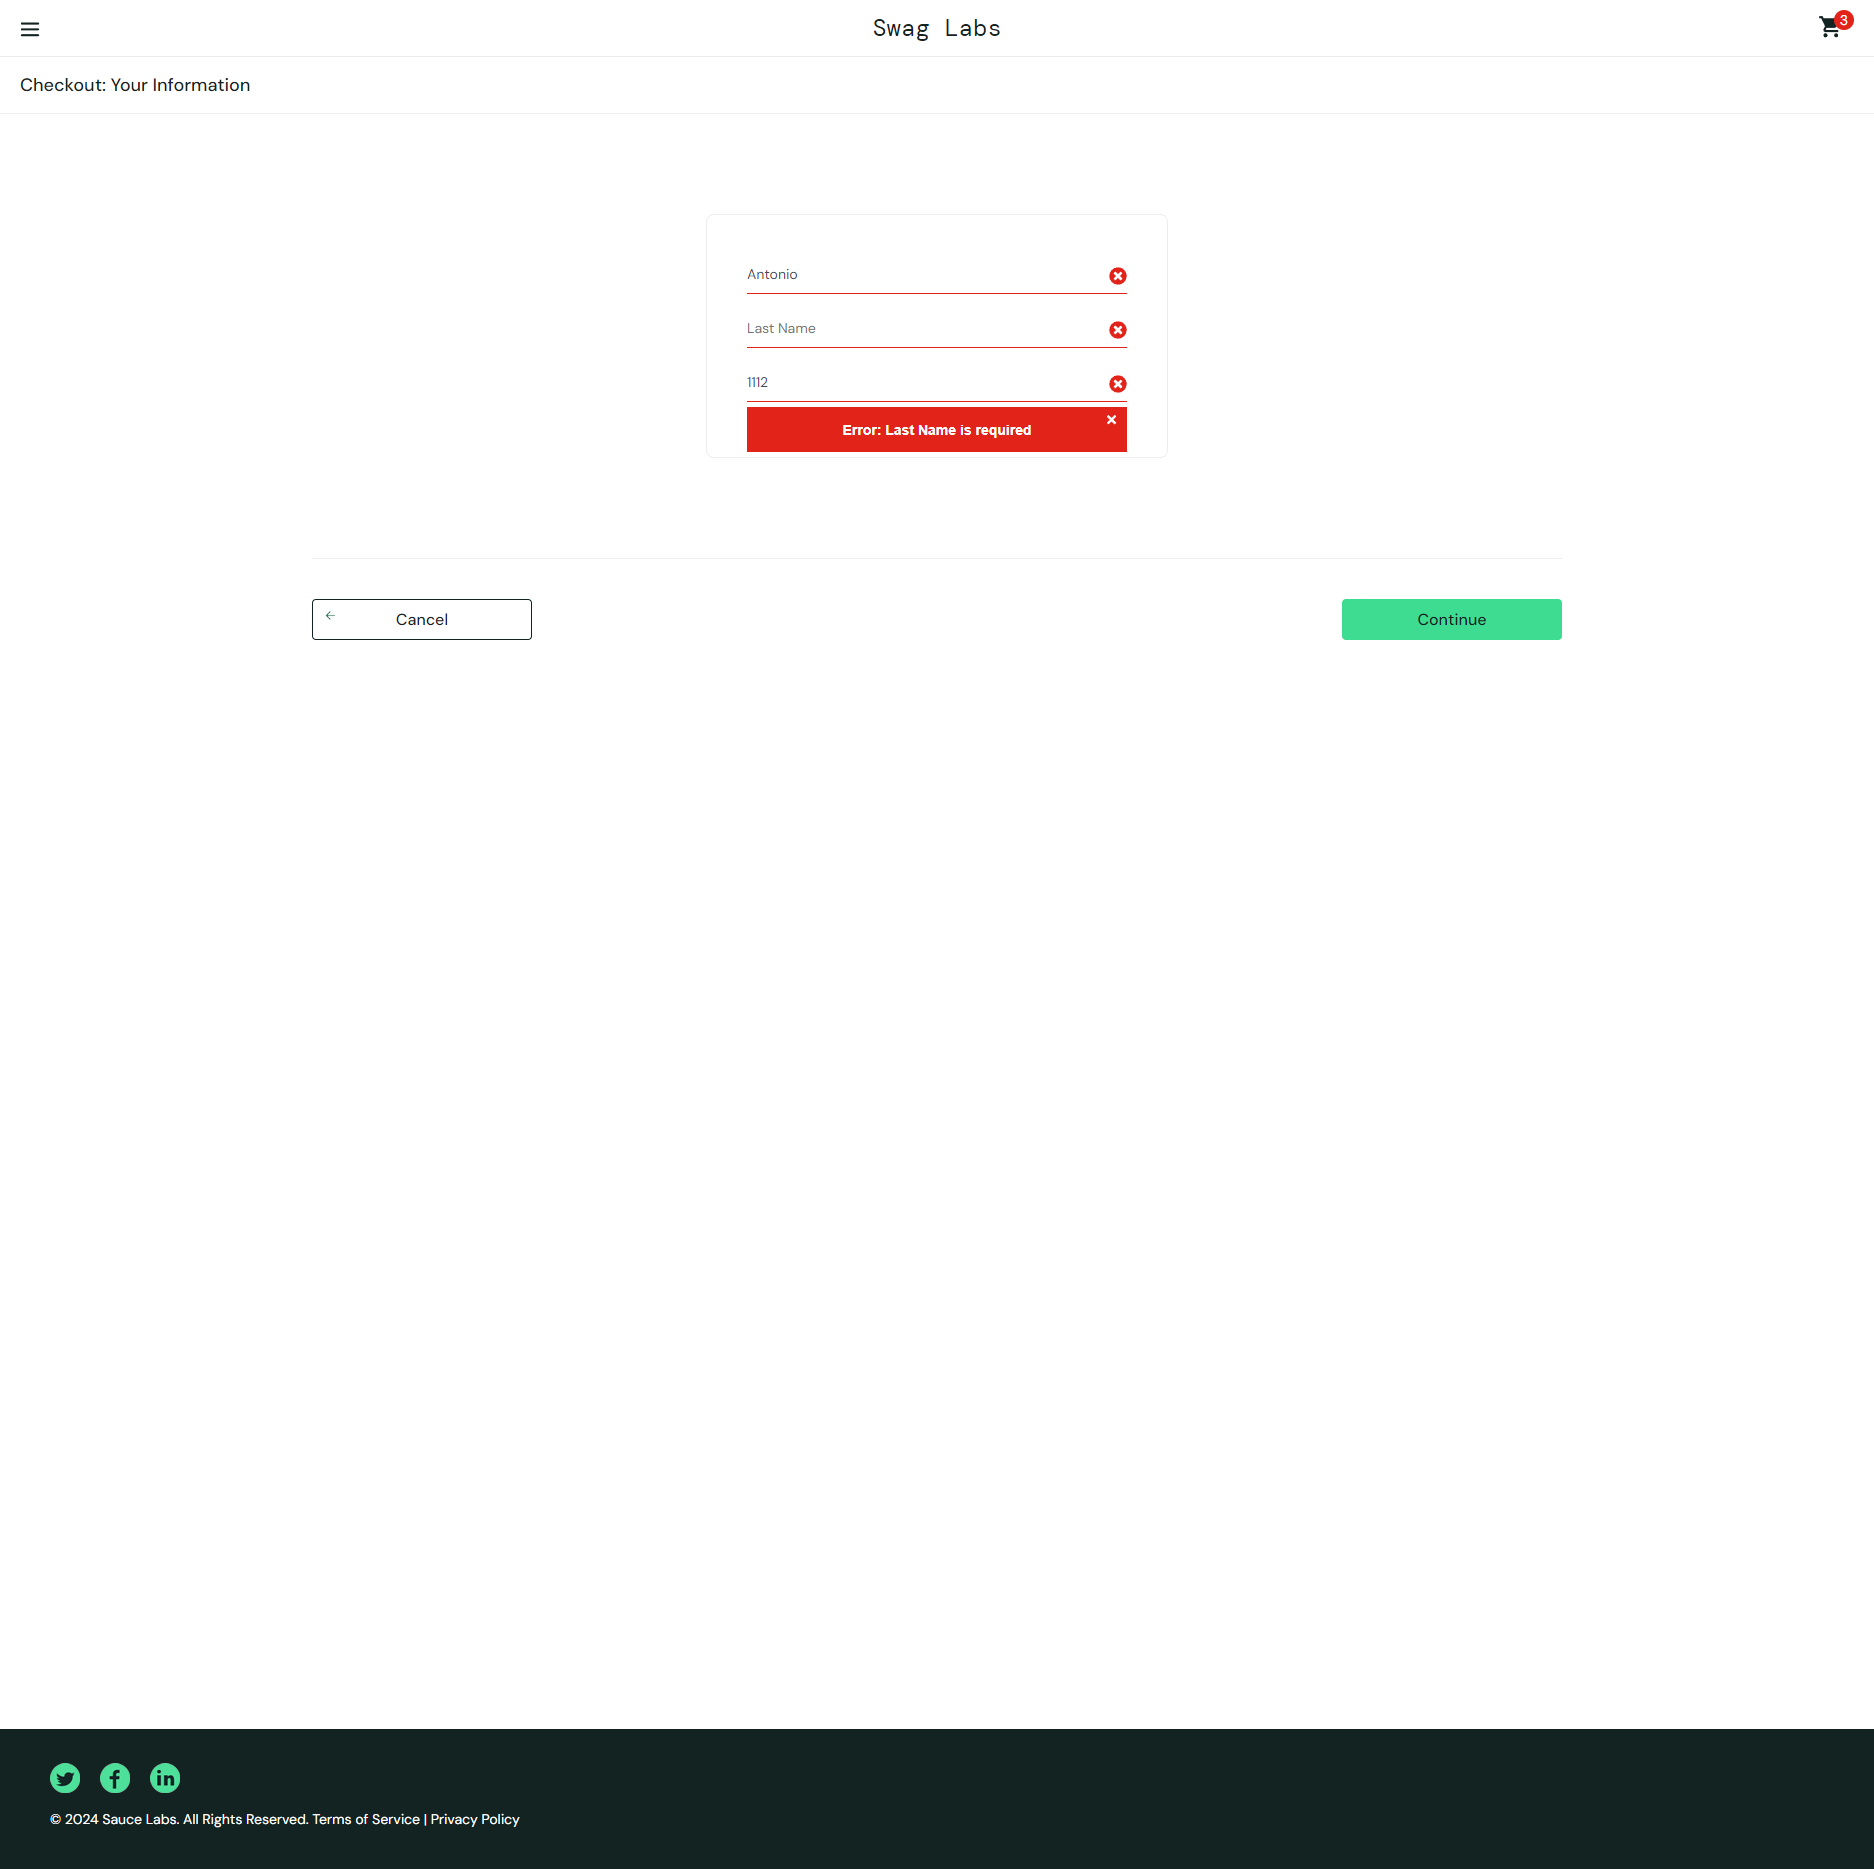 Swag Labs
3
Checkout: Your Information
Antonio
Last Name
1112
Error: Last Name is required
Cancel
Continue
© 2024 Sauce Labs. All Rights Reserved. Terms of Service | Privacy Policy